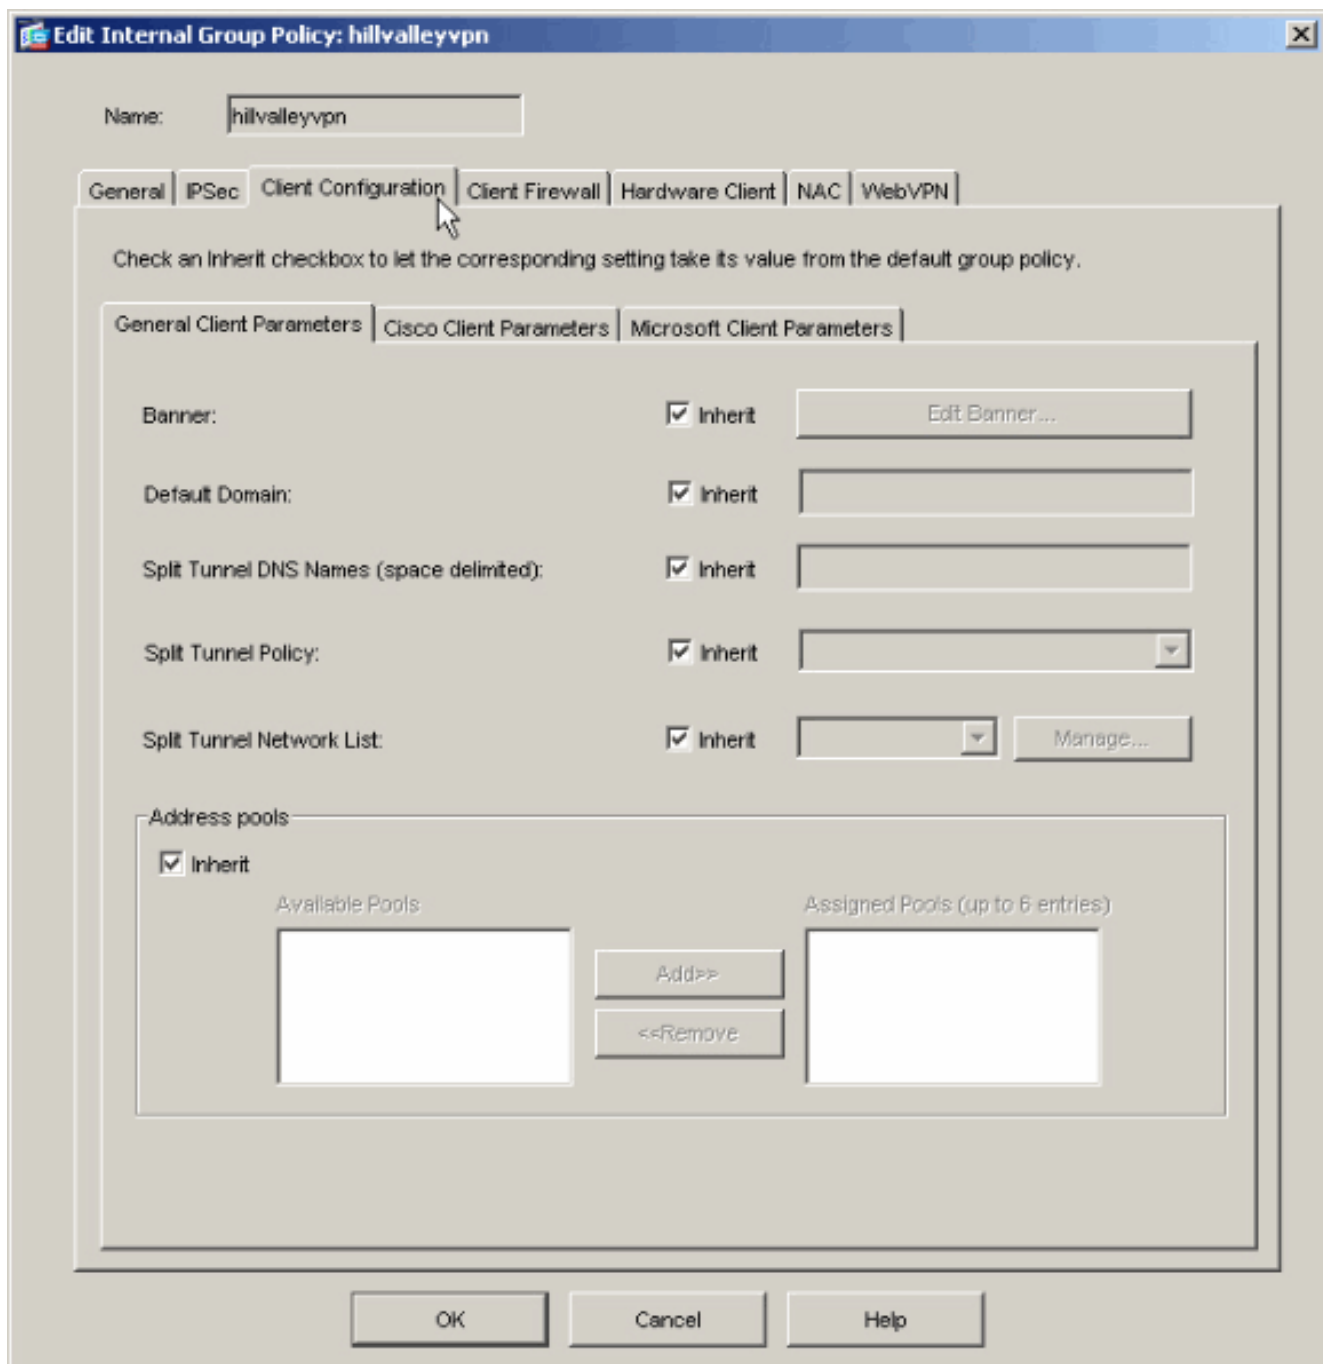 Edit Internal Group Policy: hillvalleyvpn
Name: hillvalleyvpn
General IPSec Client Configuration Client Firewall Hardware Client NAC WebVPN
Check an Inherit checkbox to let the corresponding setting take its value from the default group policy.
General Client Parameters Cisco Client Parameters Microsoft Client Parameters
Banner: Inherit Edit Banner...
Default Domain: Inherit
Split Tunnel DNS Names (space delimited): Inherit
Split Tunnel Policy: Inherit
Split Tunnel Network List: Inherit Manage...
Address pools
Inherit
Available Pools Assigned Pools (up to 6 entries)
Add>>
<<Remove
OK Cancel Help